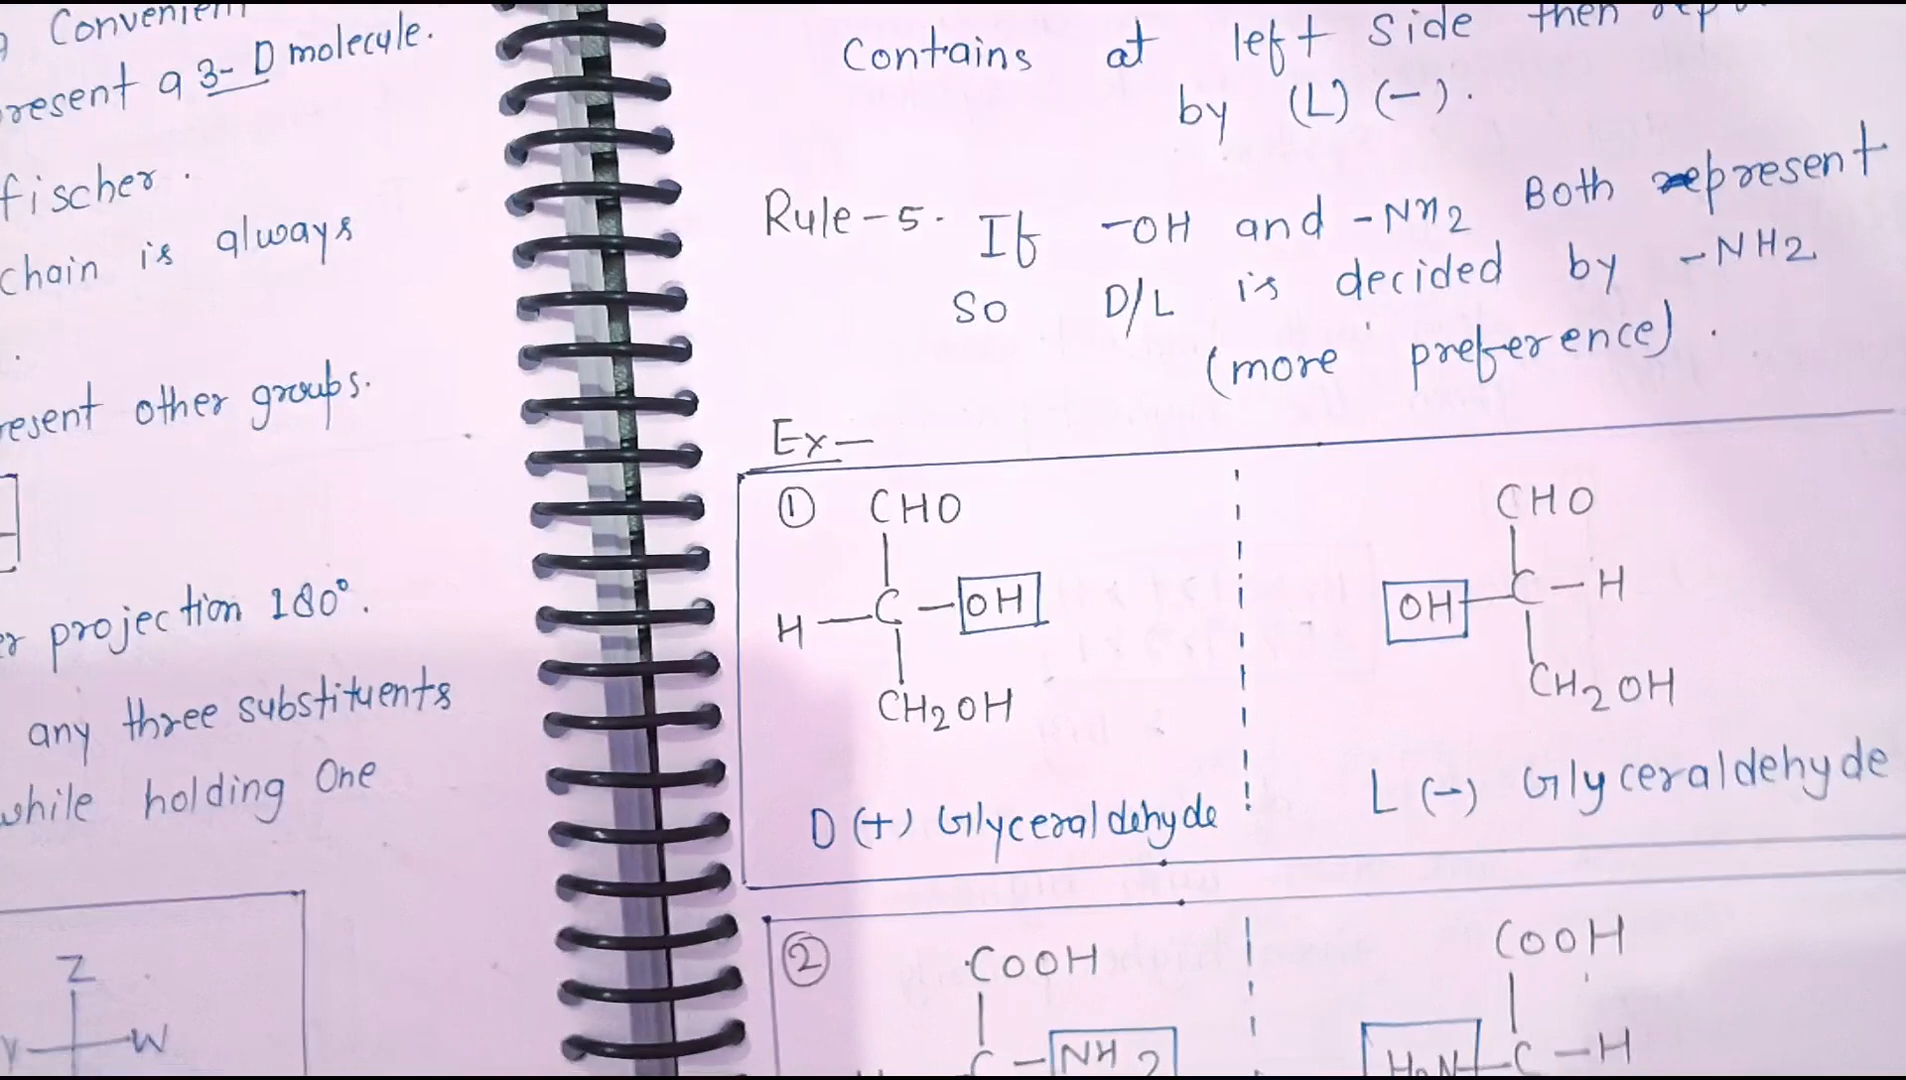 Convenient
present a 3-D molecule.
fischer.
chain is always
other groups.
projection 180°.
any three substituents
while holding One
Z
Y W
Contains at left side then
by (L) (-).
Rule-5. If -OH and -NH2 Both represent
So D/L is decided by -NH2
(more preference).
Ex-
① CHO
H-C-OH
CH2OH
D(+) Glyceraldehyde
CHO
OH-C-H
CH2OH
L(-) Glyceraldehyde
② COOH
C-NH2
COOH
H2N-C-H